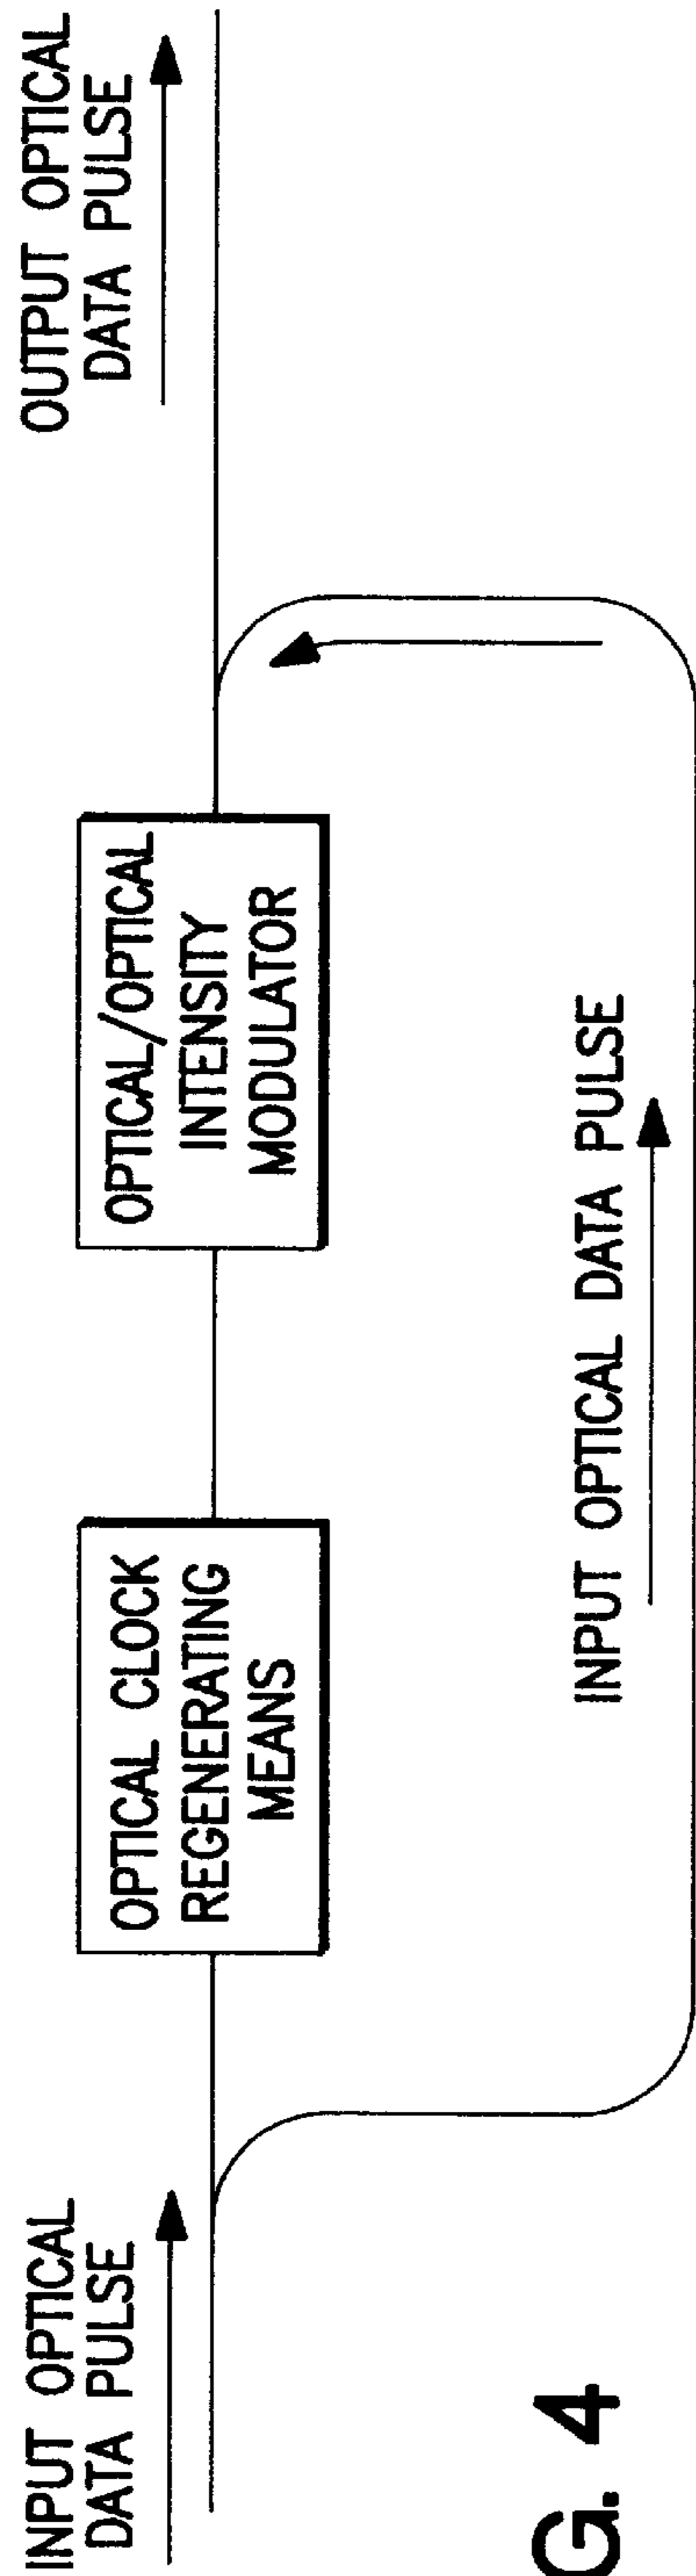 INPUT OPTICAL
DATA PULSE
OPTICAL CLOCK
REGENERATING
MEANS
OPTICAL/OPTICAL
INTENSITY
MODULATOR
OUTPUT OPTICAL
DATA PULSE
INPUT OPTICAL DATA PULSE
G. 4